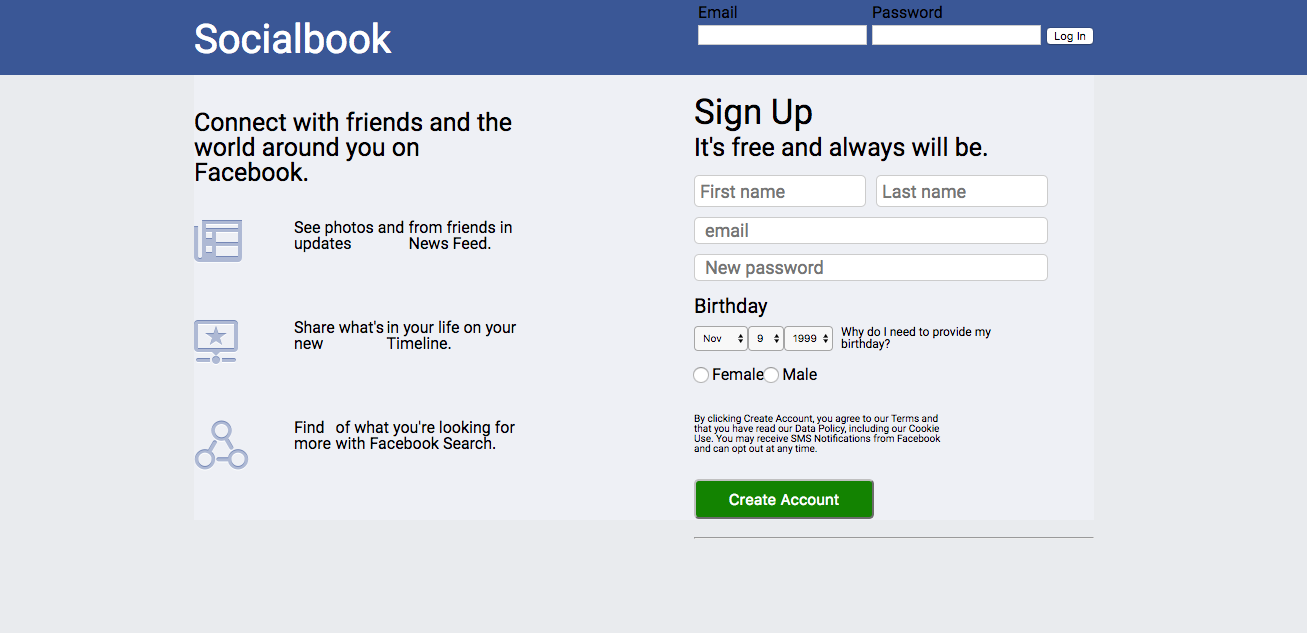 Socialbook
Email Password
Log In
Connect with friends and the
world around you on
Facebook.
See photos and from friends in
updates News Feed.
Share what's in your life on your
new Timeline.
Find of what you're looking for
more with Facebook Search.
Sign Up
It's free and always will be.
First name Last name
email
New password
Birthday
Nov 9 1999
Why do I need to provide my
birthday?
Female Male
By clicking Create Account, you agree to our Terms and
that you have read our Data Policy, including our Cookie
Use. You may receive SMS Notifications from Facebook
and can opt out at any time.
Create Account